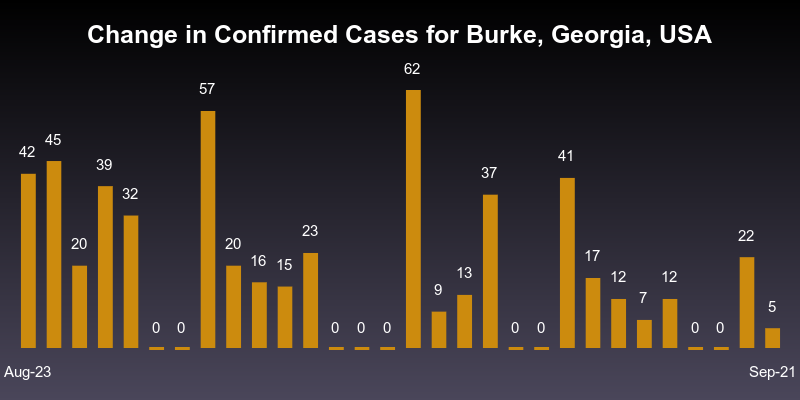 Change in Confirmed Cases for Burke, Georgia, USA
42 45 20 39 32 0 0 57 20 16 15 23 0 0 0 62 9 13 37 0 0 41 17 12 7 12 0 0 22 5
Aug-23 Sep-21